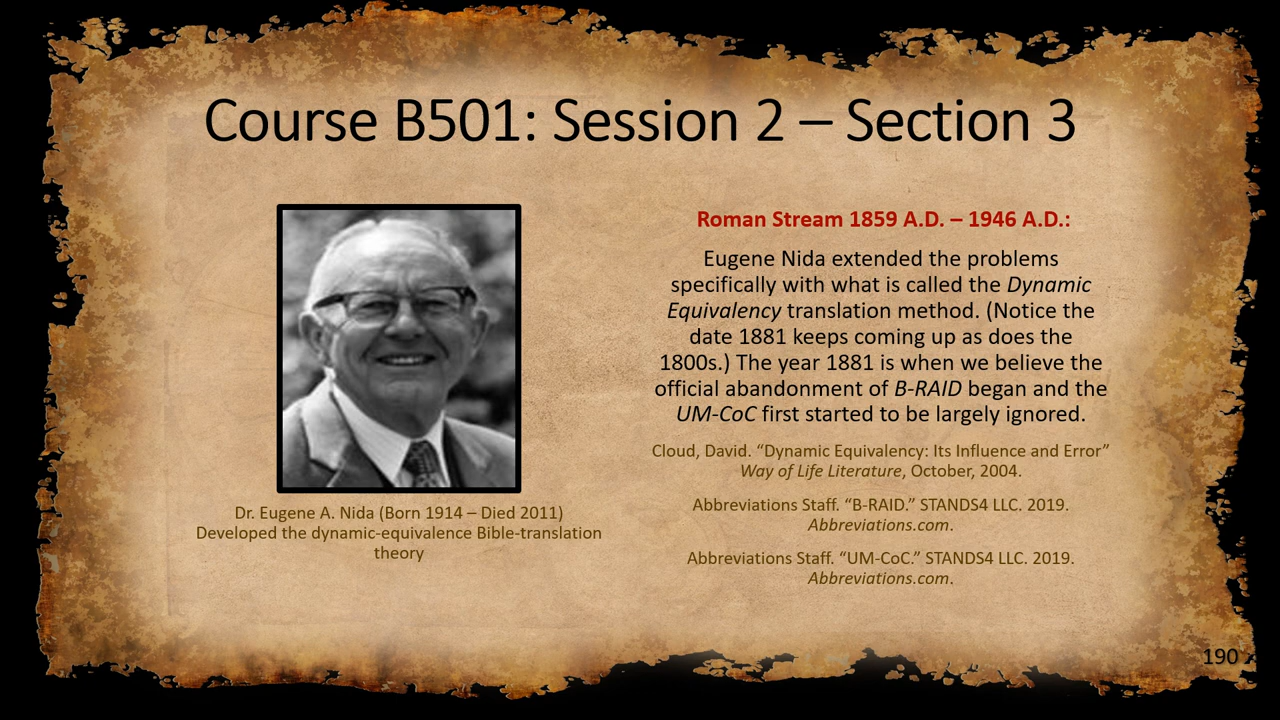 Course B501: Session 2 – Section 3
Dr. Eugene A. Nida (Born 1914 – Died 2011)
Developed the dynamic-equivalence Bible-translation
theory
Roman Stream 1859 A.D. – 1946 A.D.:
Eugene Nida extended the problems
specifically with what is called the Dynamic
Equivalency translation method. (Notice the
date 1881 keeps coming up as does the
1800s.) The year 1881 is when we believe the
official abandonment of B-RAID began and the
UM-CoC first started to be largely ignored.
Cloud, David. “Dynamic Equivalency: Its Influence and Error”
Way of Life Literature, October, 2004.
Abbreviations Staff. “B-RAID.” STANDS4 LLC. 2019.
Abbreviations.com.
Abbreviations Staff. “UM-CoC.” STANDS4 LLC. 2019.
Abbreviations.com.
190